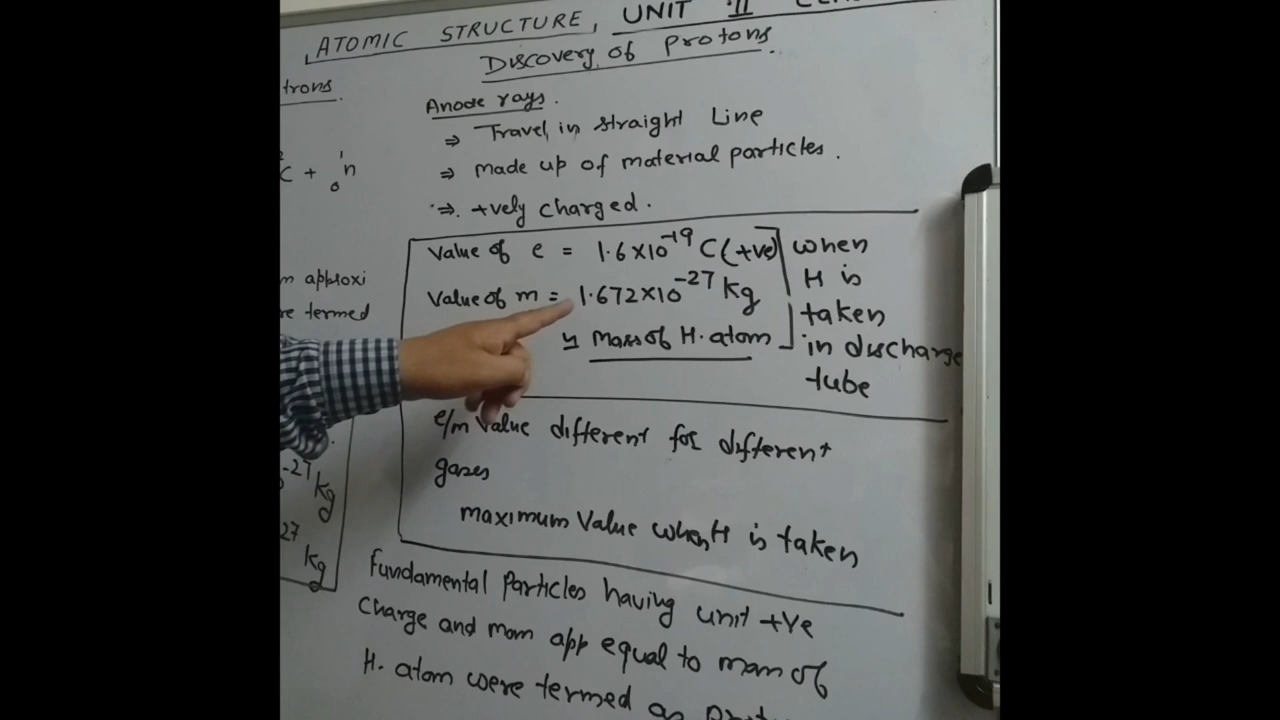 ATOMIC STRUCTURE, UNIT II
Discovery of Protons.
trons.
Anode rays.
⇒ Travel in straight Line
C + ¹₀n
⇒ made up of material particles.
⇒ +vely charged.
Value of e = 1.6×10⁻¹⁹ C(+ve) when
m approxi
H is
Value of m = 1.672×10⁻²⁷ kg
re termed
taken
≃ Mass of H. atom
in discharge
tube
e/m Value different for different
gases
⁻²⁷ kg
maximum Value when H is taken
27 kg
Fundamental Particles having unit +ve
Charge and mass app equal to mass of
H. atom were termed as